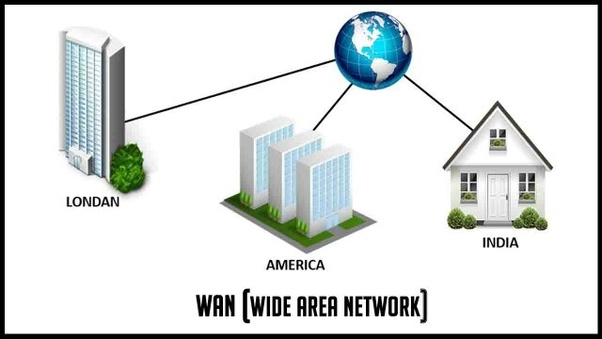 LONDAN
AMERICA
INDIA
WAN (WIDE AREA NETWORK)